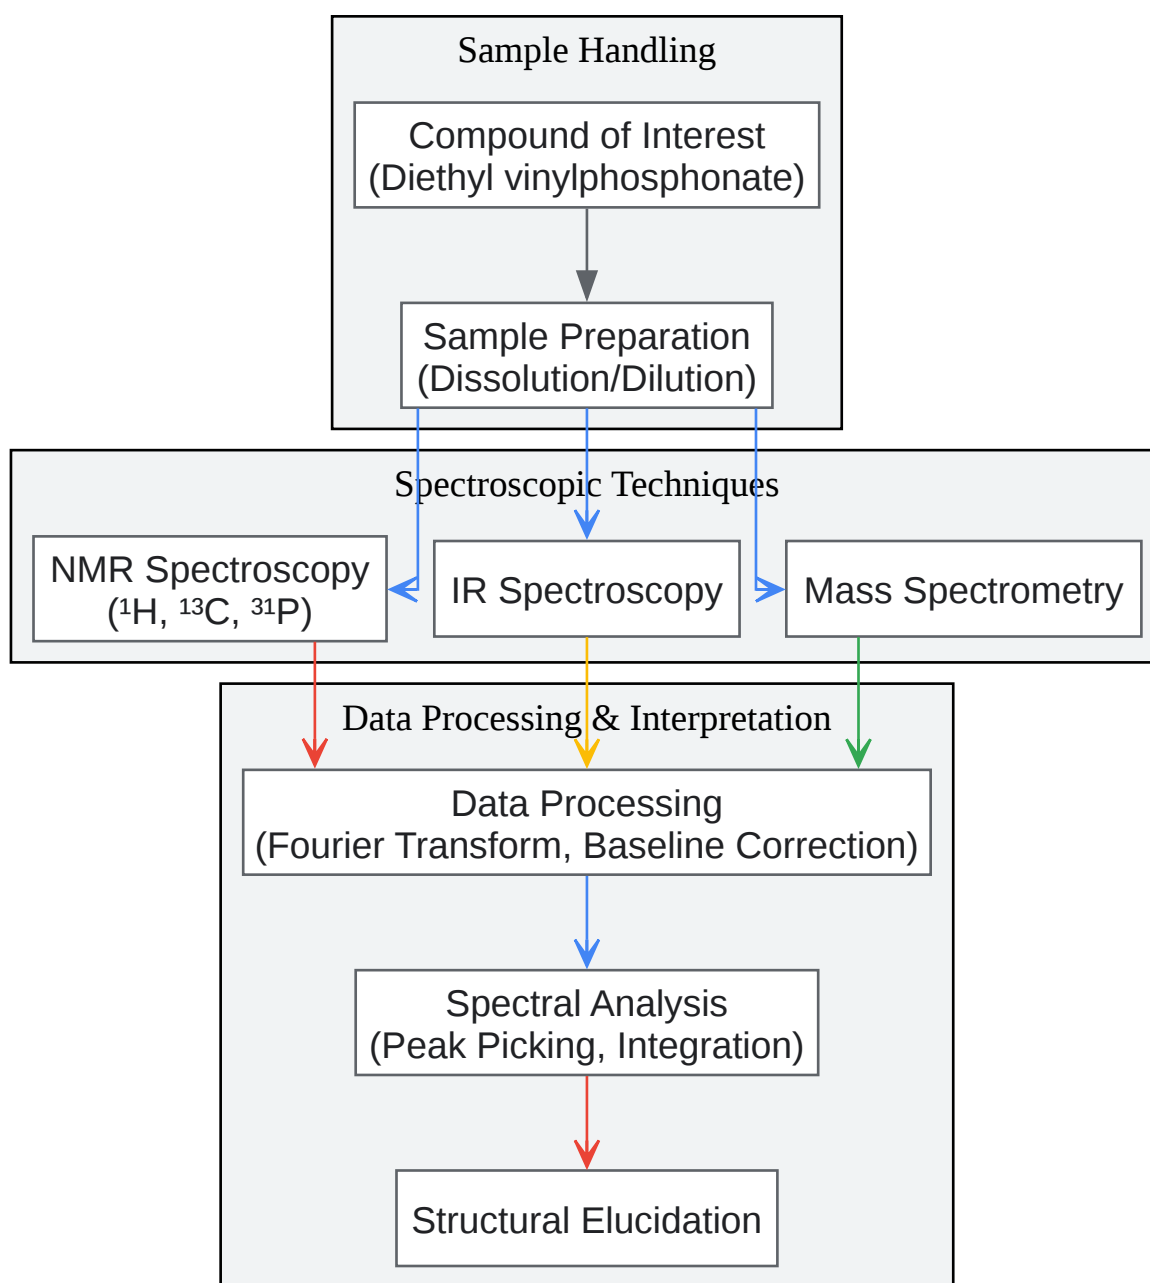 Sample Handling
Compound of Interest
(Diethyl vinylphosphonate)
Sample Preparation
(Dissolution/Dilution)
Spectroscopic Techniques
NMR Spectroscopy
(¹H, ¹³C, ³¹P)
IR Spectroscopy
Mass Spectrometry
Data Processing & Interpretation
Data Processing
(Fourier Transform, Baseline Correction)
Spectral Analysis
(Peak Picking, Integration)
Structural Elucidation